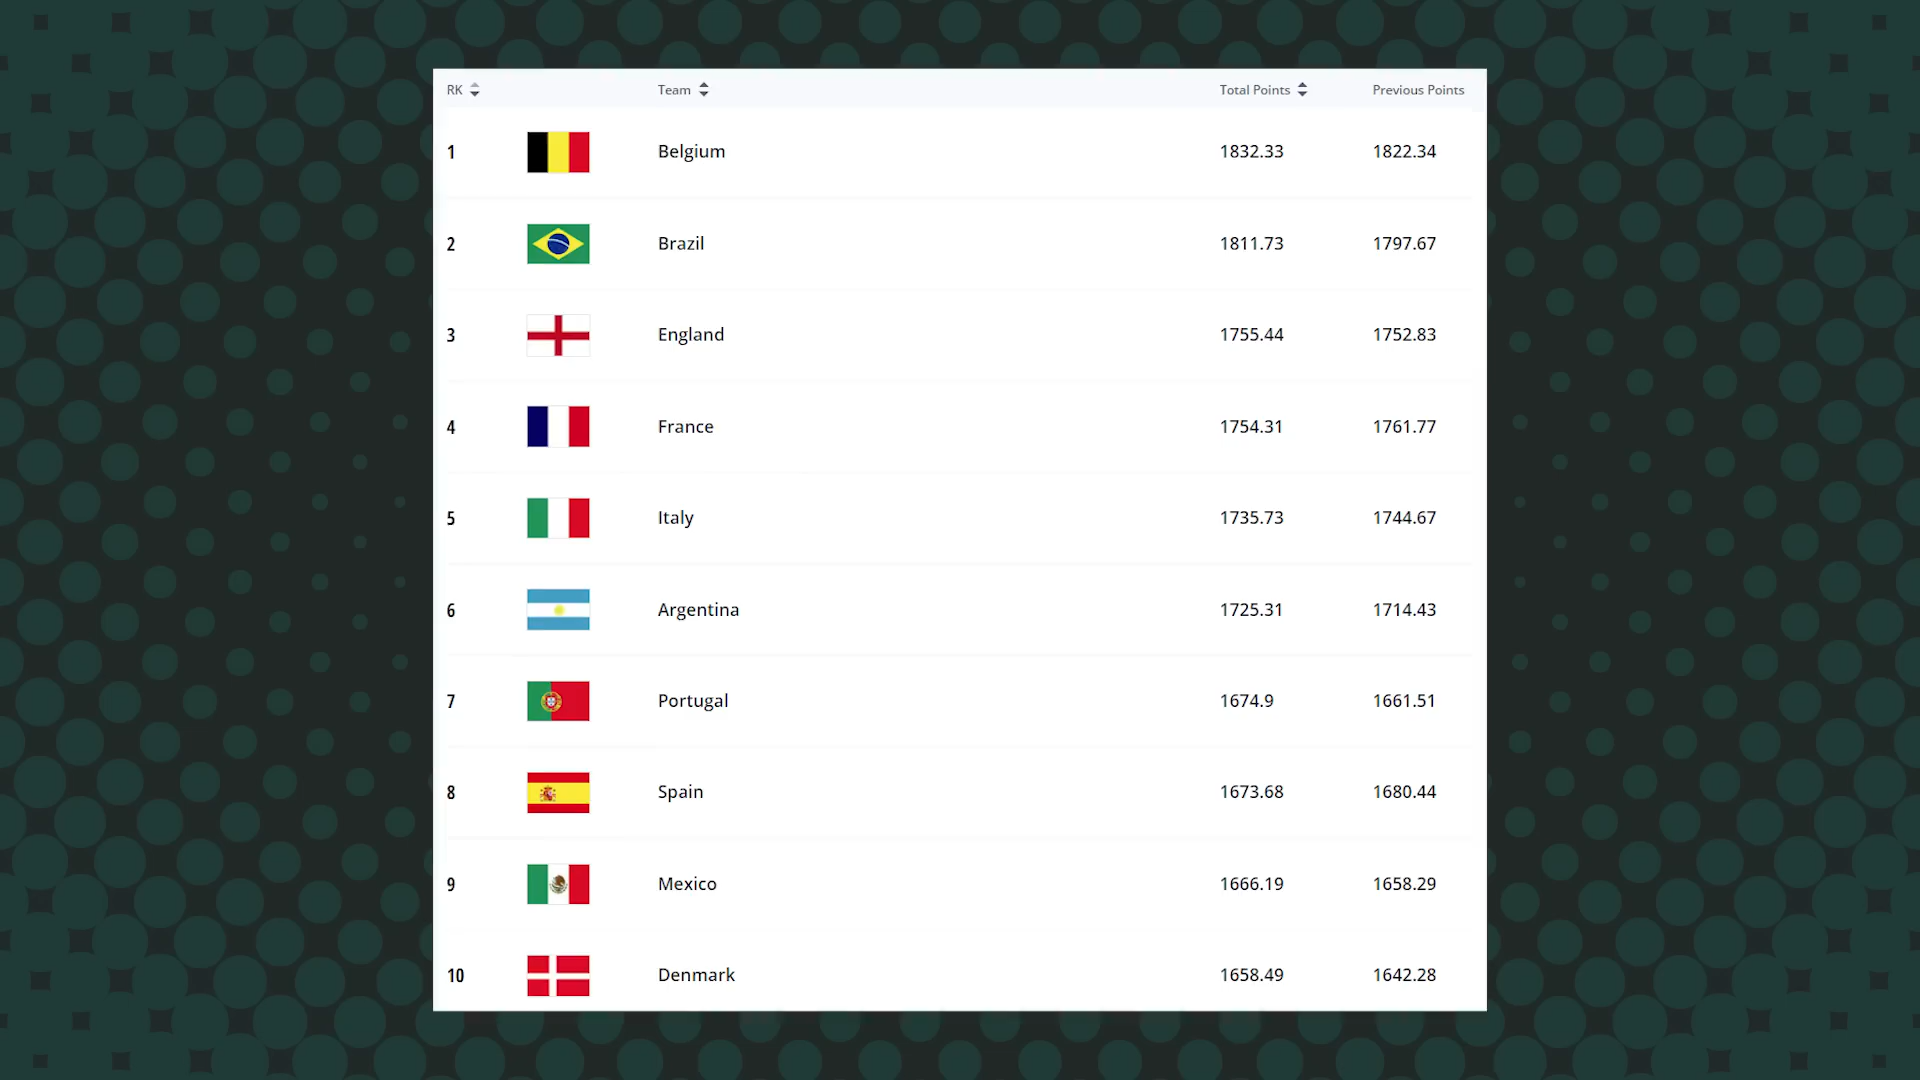 RK Team Total Points Previous Points
1 Belgium 1832.33 1822.34
2 Brazil 1811.73 1797.67
3 England 1755.44 1752.83
4 France 1754.31 1761.77
5 Italy 1735.73 1744.67
6 Argentina 1725.31 1714.43
7 Portugal 1674.9 1661.51
8 Spain 1673.68 1680.44
9 Mexico 1666.19 1658.29
10 Denmark 1658.49 1642.28